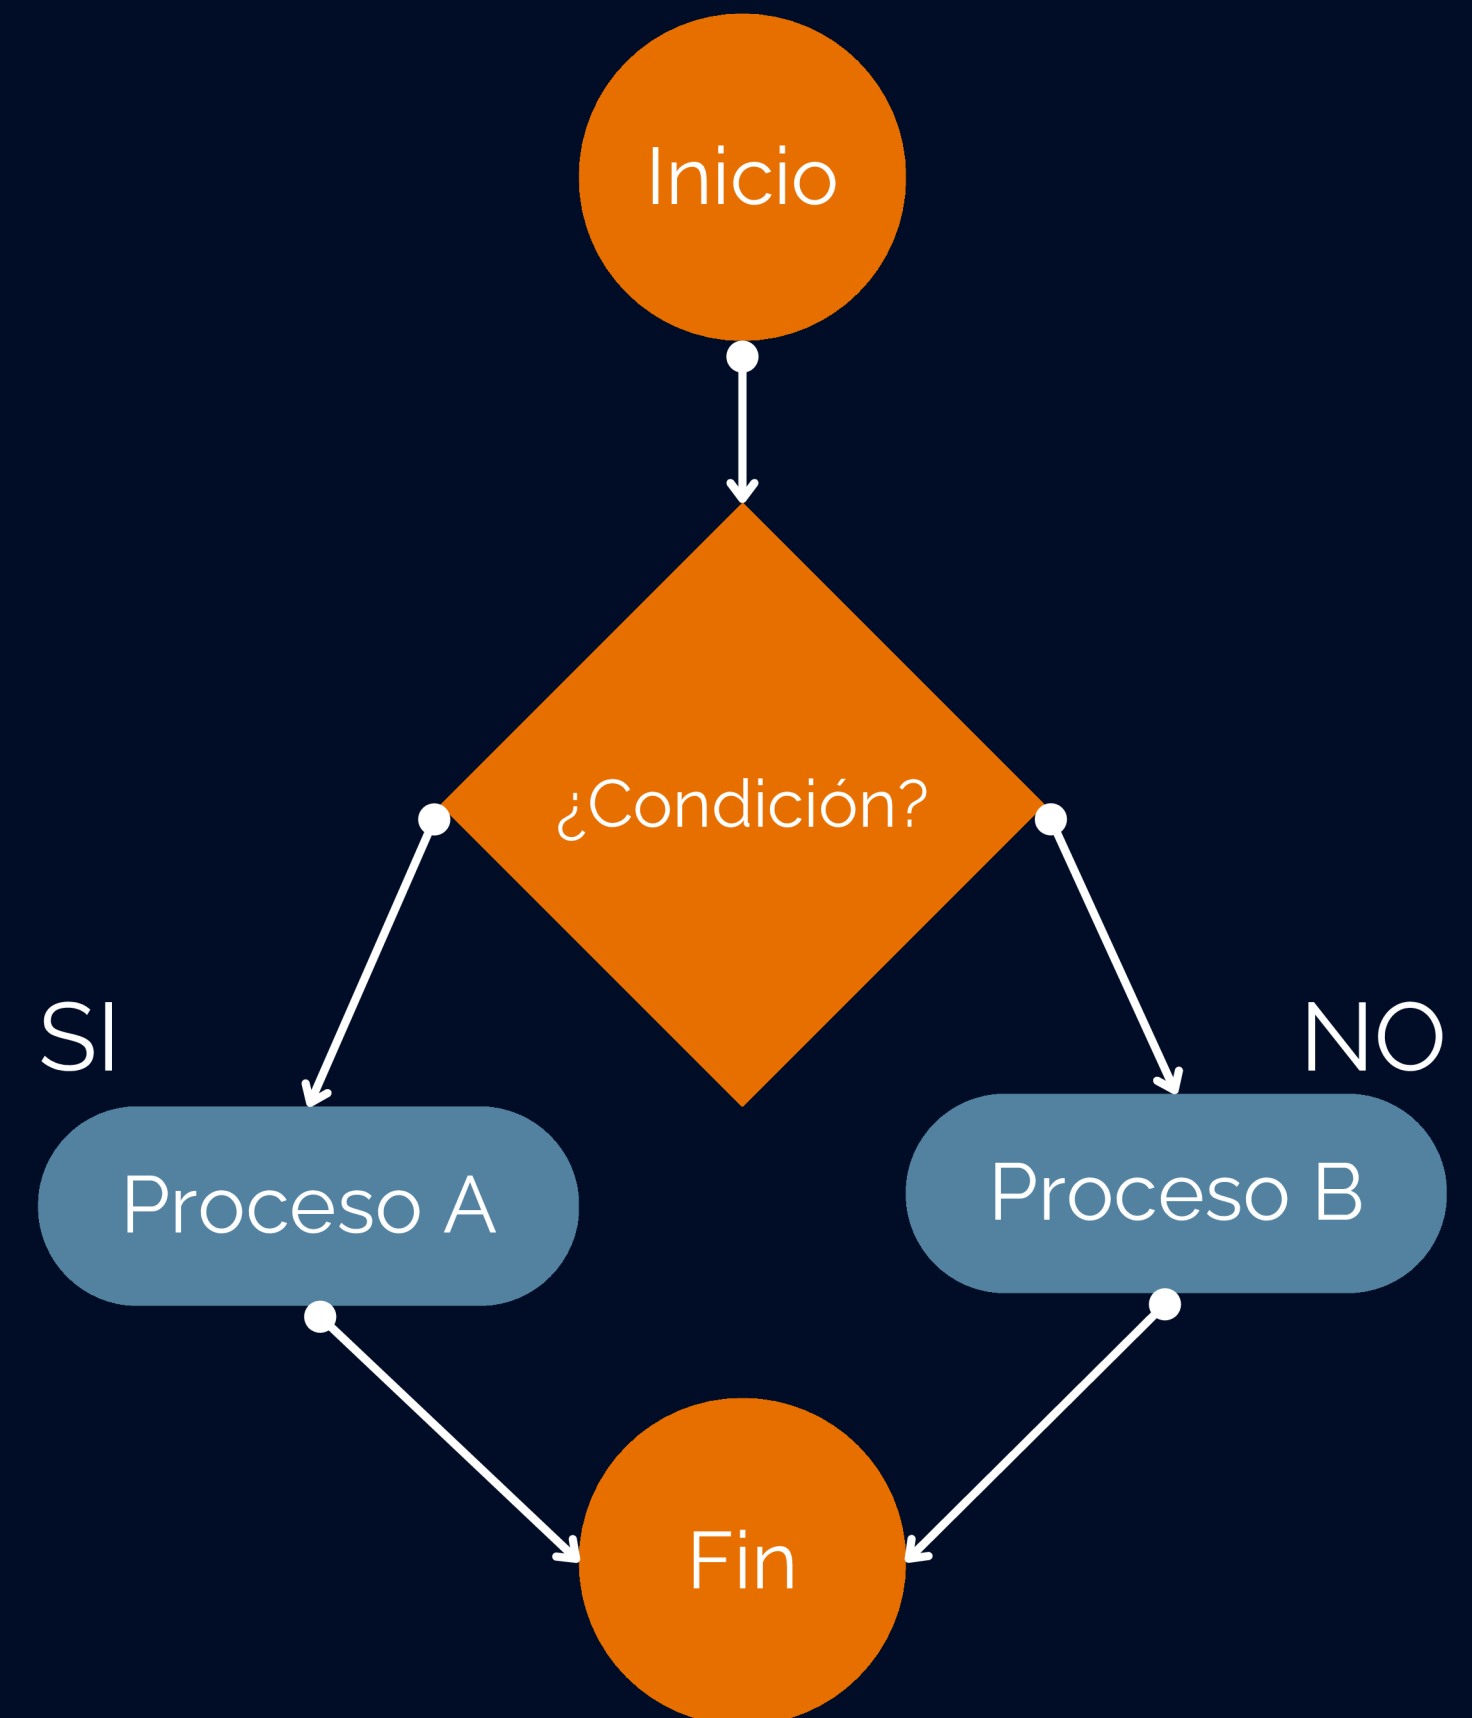 Inicio
¿Condición?
SI
NO
Proceso A
Proceso B
Fin